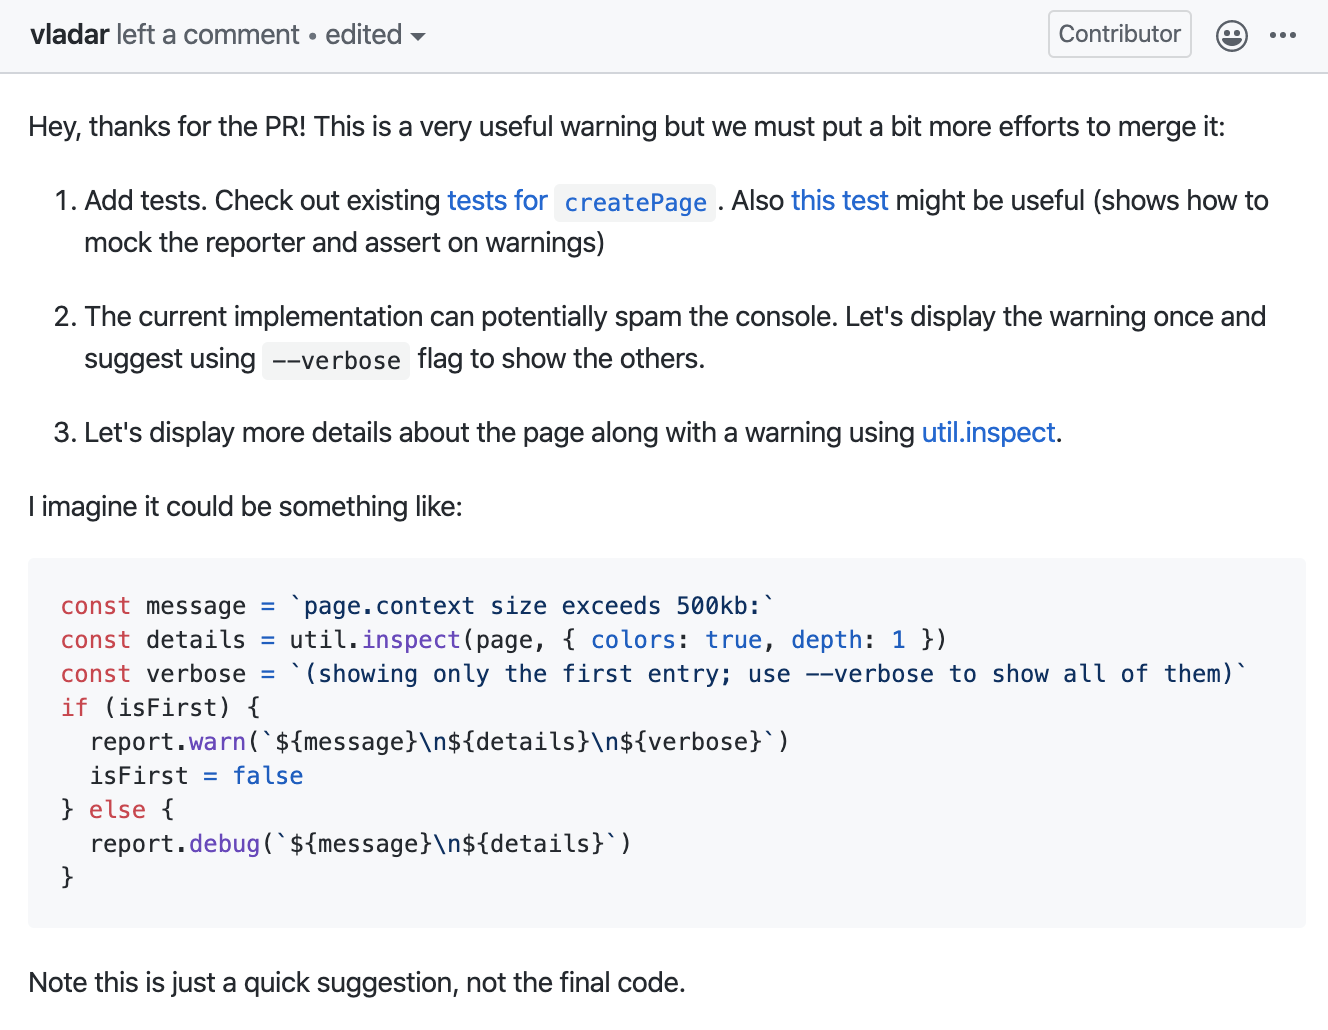 vladar left a comment • edited
Contributor
Hey, thanks for the PR! This is a very useful warning but we must put a bit more efforts to merge it:
1. Add tests. Check out existing tests for createPage . Also this test might be useful (shows how to
mock the reporter and assert on warnings)
2. The current implementation can potentially spam the console. Let's display the warning once and
suggest using --verbose flag to show the others.
3. Let's display more details about the page along with a warning using util.inspect.
I imagine it could be something like:
const message = `page.context size exceeds 500kb:`
const details = util.inspect(page, { colors: true, depth: 1 })
const verbose = `(showing only the first entry; use --verbose to show all of them)`
if (isFirst) {
  report.warn(`${message}\n${details}\n${verbose}`)
  isFirst = false
} else {
  report.debug(`${message}\n${details}`)
}
Note this is just a quick suggestion, not the final code.